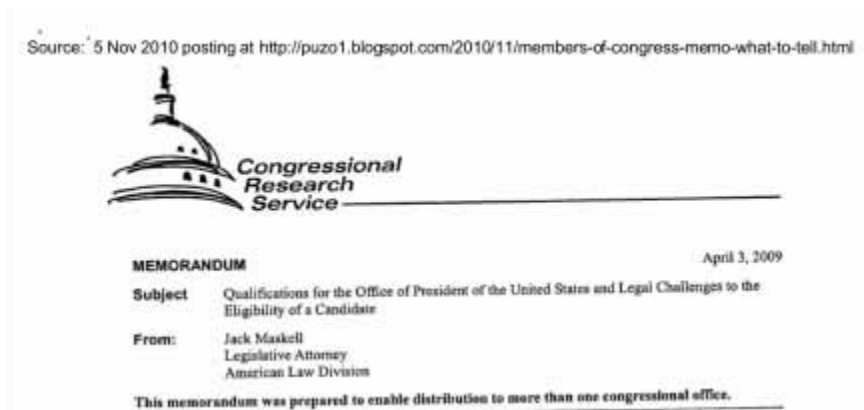 Source: 5 Nov 2010 posting at http://puzo1.blogspot.com/2010/11/members-of-congress-memo-what-to-tell.html
Congressional
Research
Service
MEMORANDUM April 3, 2009
Subject Qualifications for the Office of President of the United States and Legal Challenges to the
Eligibility of a Candidate
From: Jack Maskell
Legislative Attorney
American Law Division
This memorandum was prepared to enable distribution to more than one congressional office.